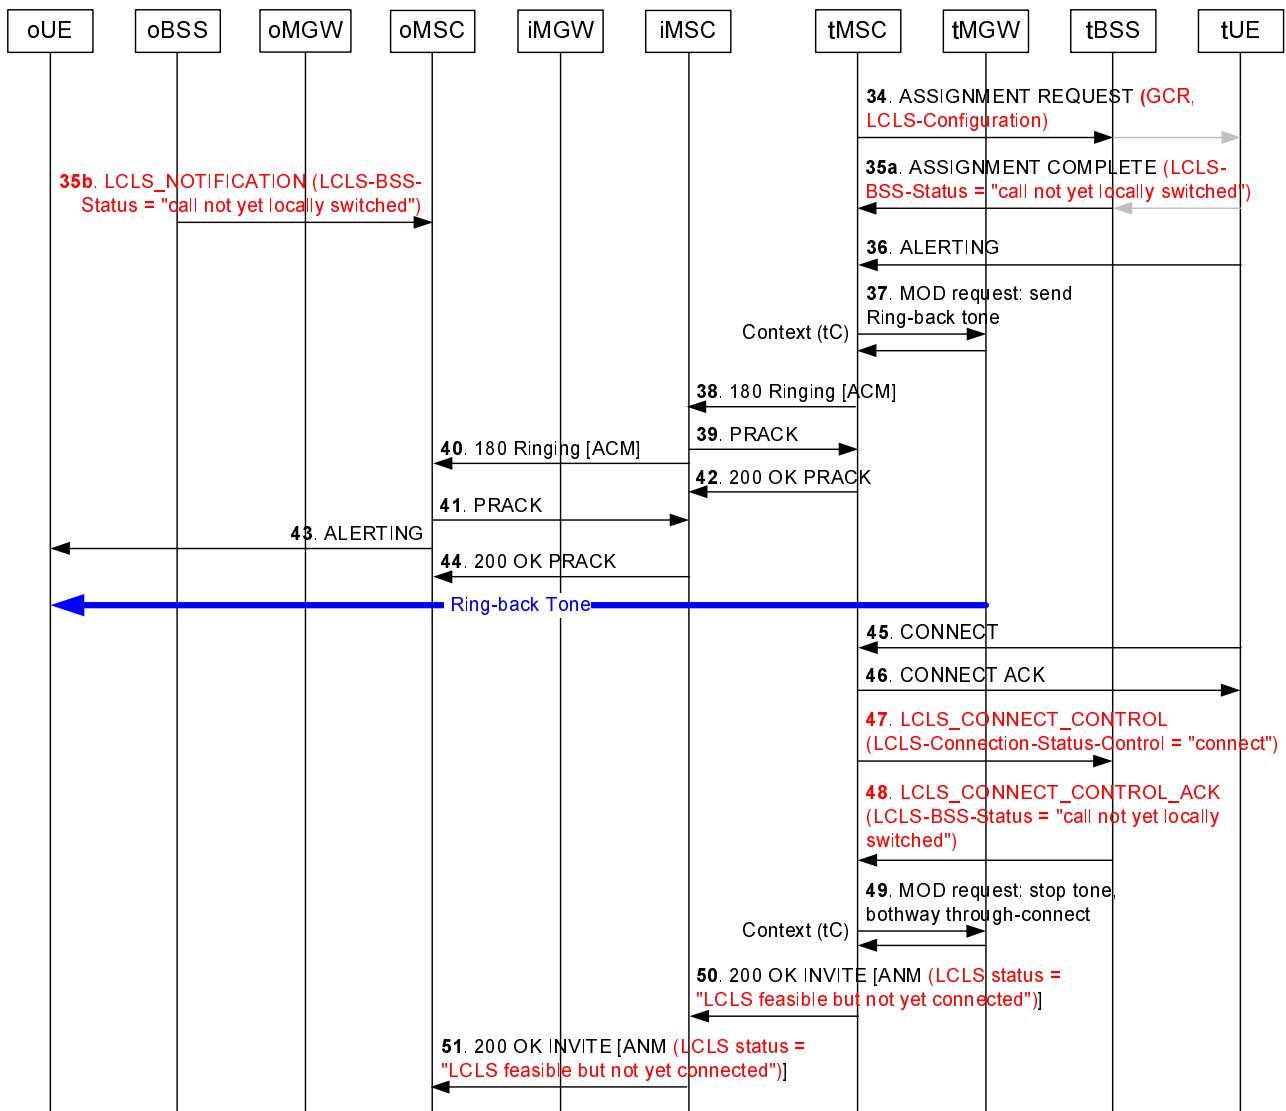 oUE
oBSS
oMGW
oMSC
iMGW
iMSC
tMSC
tMGW
tBSS
tUE
34. ASSIGNMENT REQUEST (GCR,
LCLS-Configuration)
35a. ASSIGNMENT COMPLETE (LCLS-
BSS-Status = "call not yet locally switched")
35b. LCLS_NOTIFICATION (LCLS-BSS-
Status = "call not yet locally switched")
36. ALERTING
37. MOD request: send
Ring-back tone
Context (tC)
38. 180 Ringing [ACM]
39. PRACK
40. 180 Ringing [ACM]
42. 200 OK PRACK
41. PRACK
43. ALERTING
44. 200 OK PRACK
Ring-back Tone
45. CONNECT
46. CONNECT ACK
47. LCLS_CONNECT_CONTROL
(LCLS-Connection-Status-Control = "connect")
48. LCLS_CONNECT_CONTROL_ACK
(LCLS-BSS-Status = "call not yet locally
switched")
49. MOD request: stop tone,
bothway through-connect
Context (tC)
50. 200 OK INVITE [ANM (LCLS status =
"LCLS feasible but not yet connected")]
51. 200 OK INVITE [ANM (LCLS status =
"LCLS feasible but not yet connected")]